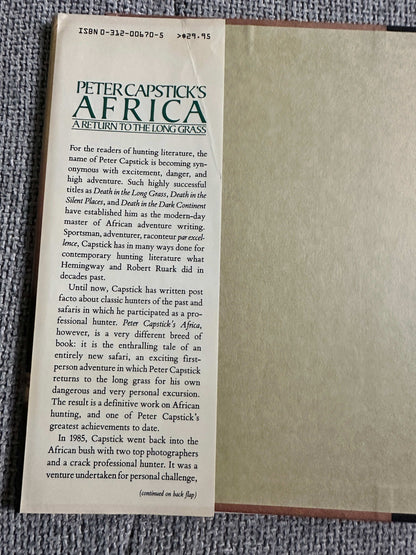 ISBN 0-312-00670-5 >$29.95
PETER CAPSTICK'S
AFRICA
A RETURN TO THE LONG GRASS
For the readers of hunting literature, the
name of Peter Capstick is becoming syn-
onymous with excitement, danger, and
high adventure. Such highly successful
titles as Death in the Long Grass, Death in the
Silent Places, and Death in the Dark Continent
have established him as the modern-day
master of African adventure writing.
Sportsman, adventurer, raconteur par excel-
lence, Capstick has in many ways done for
contemporary hunting literature what
Hemingway and Robert Ruark did in
decades past.
Until now, Capstick has written post
facto about classic hunters of the past and
safaris in which he participated as a pro-
fessional hunter. Peter Capstick's Africa,
however, is a very different breed of
book: it is the enthralling tale of an
entirely new safari, an exciting first-
person adventure in which Peter Capstick
returns to the long grass for his own
dangerous and very personal excursion.
The result is a definitive work on African
hunting, and one of Peter Capstick's
greatest achievements to date.
In 1985, Capstick went back into the
African bush with two top photographers
and a crack professional hunter. It was a
venture undertaken for personal challenge,
(continued on back flap)